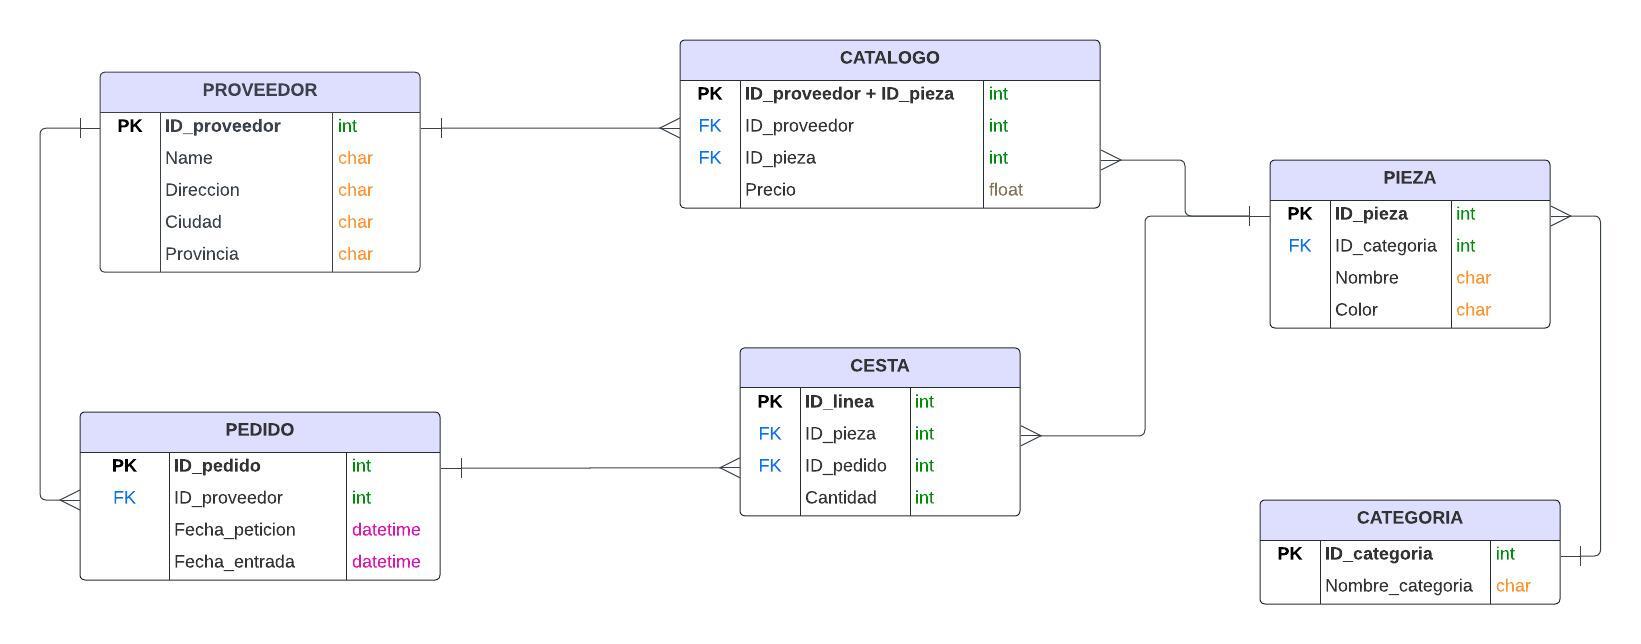 PROVEEDOR
PK ID_proveedor int
Name char
Direccion char
Ciudad char
Provincia char
CATALOGO
PK ID_proveedor + ID_pieza int
FK ID_proveedor int
FK ID_pieza int
Precio float
PIEZA
PK ID_pieza int
FK ID_categoria int
Nombre char
Color char
PEDIDO
PK ID_pedido int
FK ID_proveedor int
Fecha_peticion datetime
Fecha_entrada datetime
CESTA
PK ID_linea int
FK ID_pieza int
FK ID_pedido int
Cantidad int
CATEGORIA
PK ID_categoria int
Nombre_categoria char